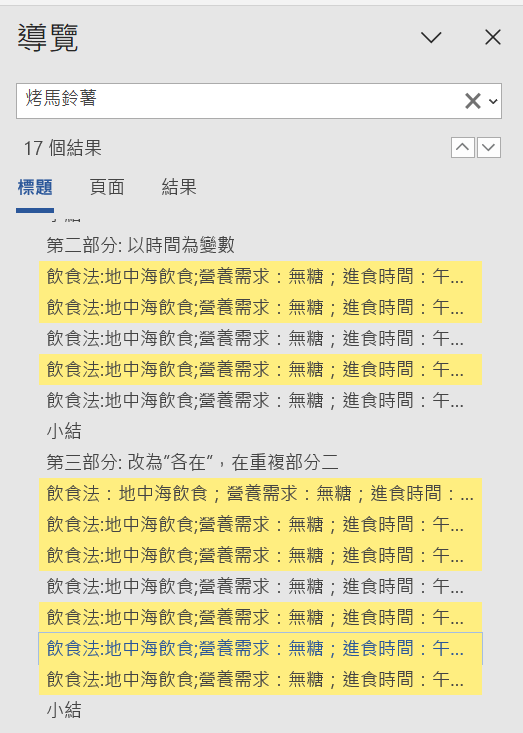 導覽
烤馬鈴薯
17 個結果
標題 頁面 結果
第二部分: 以時間為變數
飲食法:地中海飲食;營養需求：無糖；進食時間：午...
飲食法:地中海飲食;營養需求：無糖；進食時間：午...
飲食法:地中海飲食;營養需求：無糖；進食時間：午...
飲食法:地中海飲食;營養需求：無糖；進食時間：午...
飲食法:地中海飲食;營養需求：無糖；進食時間：午...
小結
第三部分: 改為”各在”，在重複部分二
飲食法：地中海飲食；營養需求：無糖；進食時間：...
飲食法:地中海飲食;營養需求：無糖；進食時間：午...
飲食法:地中海飲食;營養需求：無糖；進食時間：午...
飲食法:地中海飲食;營養需求：無糖；進食時間：午...
飲食法:地中海飲食;營養需求：無糖；進食時間：午...
飲食法:地中海飲食;營養需求：無糖；進食時間：午...
飲食法:地中海飲食;營養需求：無糖；進食時間：午...
小結